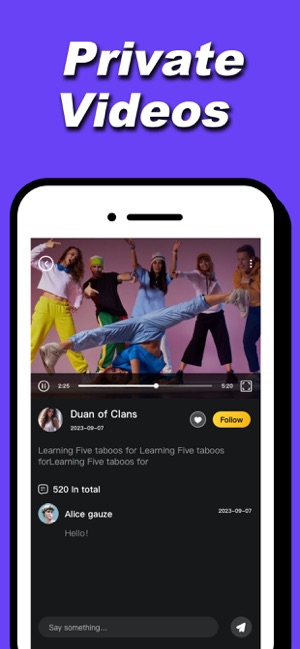 Private
Videos
2:25
5:20
Duan of Clans
2023-09-07
Follow
Learning Five taboos for Learning Five taboos
forLearning Five taboos for
520 In total
Alice gauze
2023-09-07
Hello!
Say something...